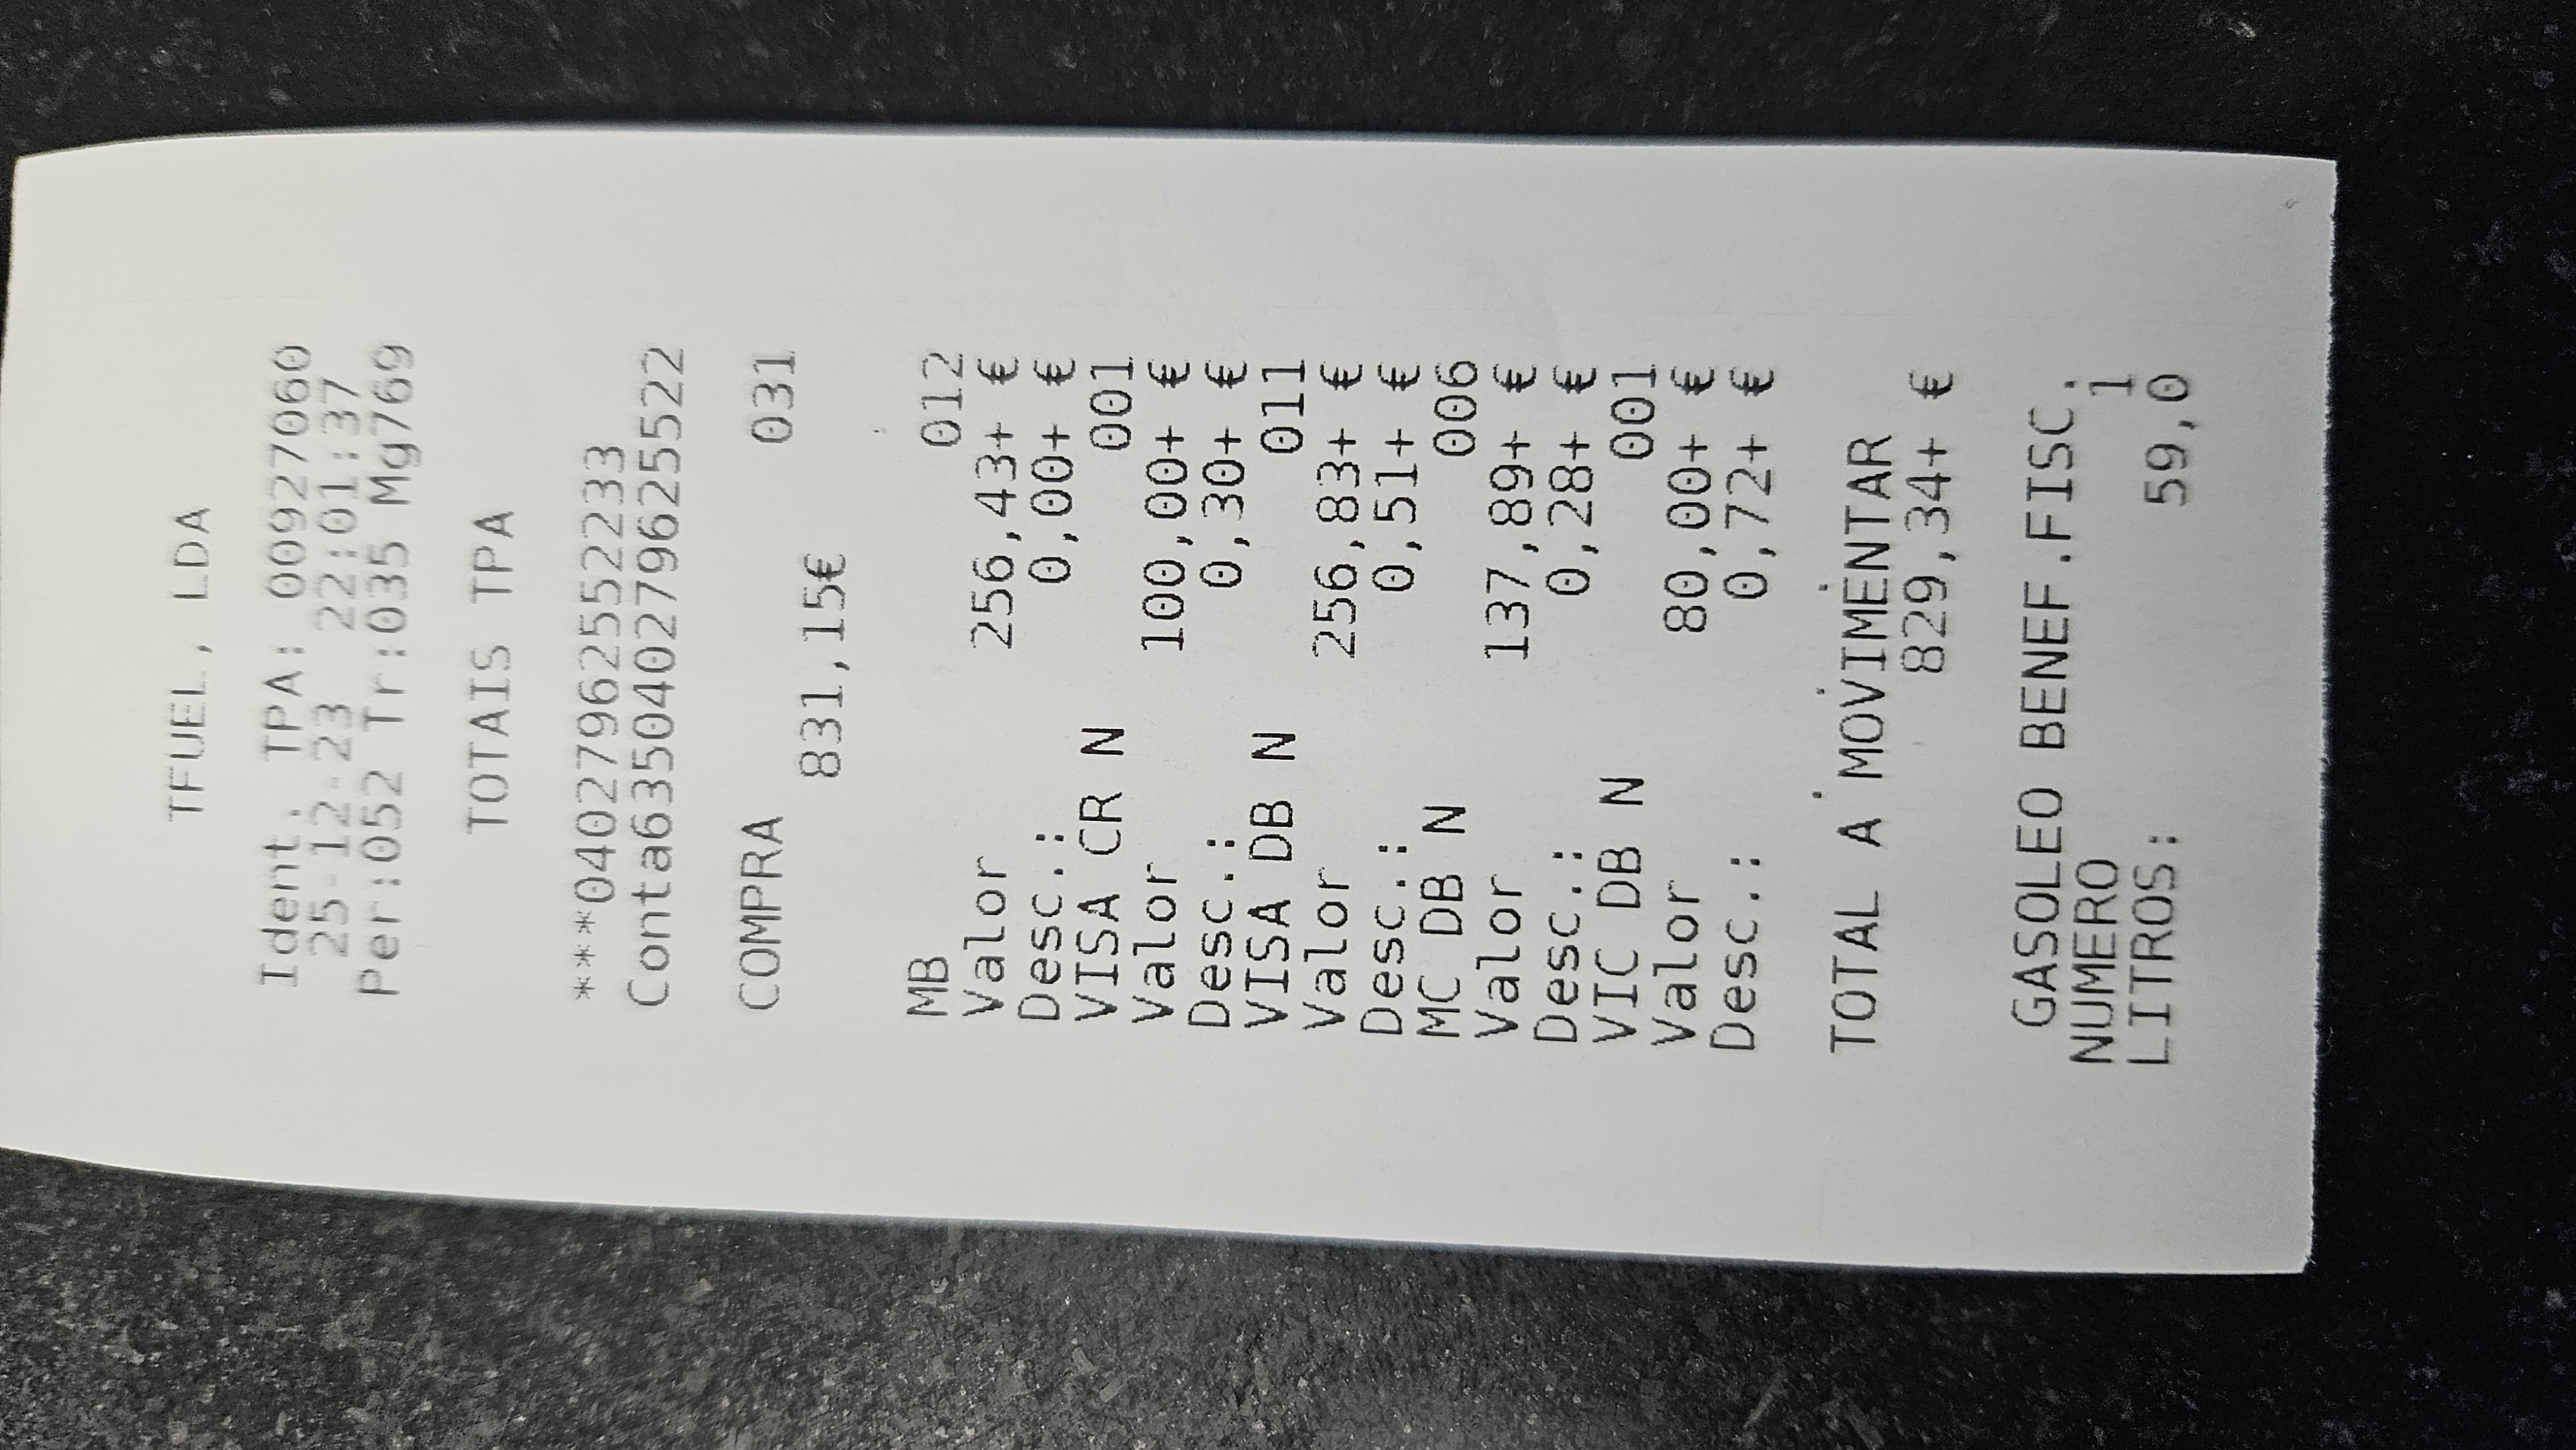 TFUEL, LDA
Ident. TPA: 00927060
25-12-23 22:01:37
Per:052 Tr:035 Mg769
TOTAIS TPA
***0402796255 2233
Conta6350402796255522
COMPRA 031
831,15€
MB 012
Valor 256,43+ €
Desc.: 0,00+ €
VISA CR N 001
Valor 100,00+ €
Desc.: 0,30+ €
VISA DB N 011
Valor 256,83+ €
Desc.: 0,51+ €
MC DB N 006
Valor 137,89+ €
Desc.: 0,28+ €
VIC DB N 001
Valor 80,00+ €
Desc.: 0,72+ €
TOTAL A MOVIMENTAR
829,34+ €
GASOLEO BENEF.FISC.
NUMERO 1
LITROS: 59,0